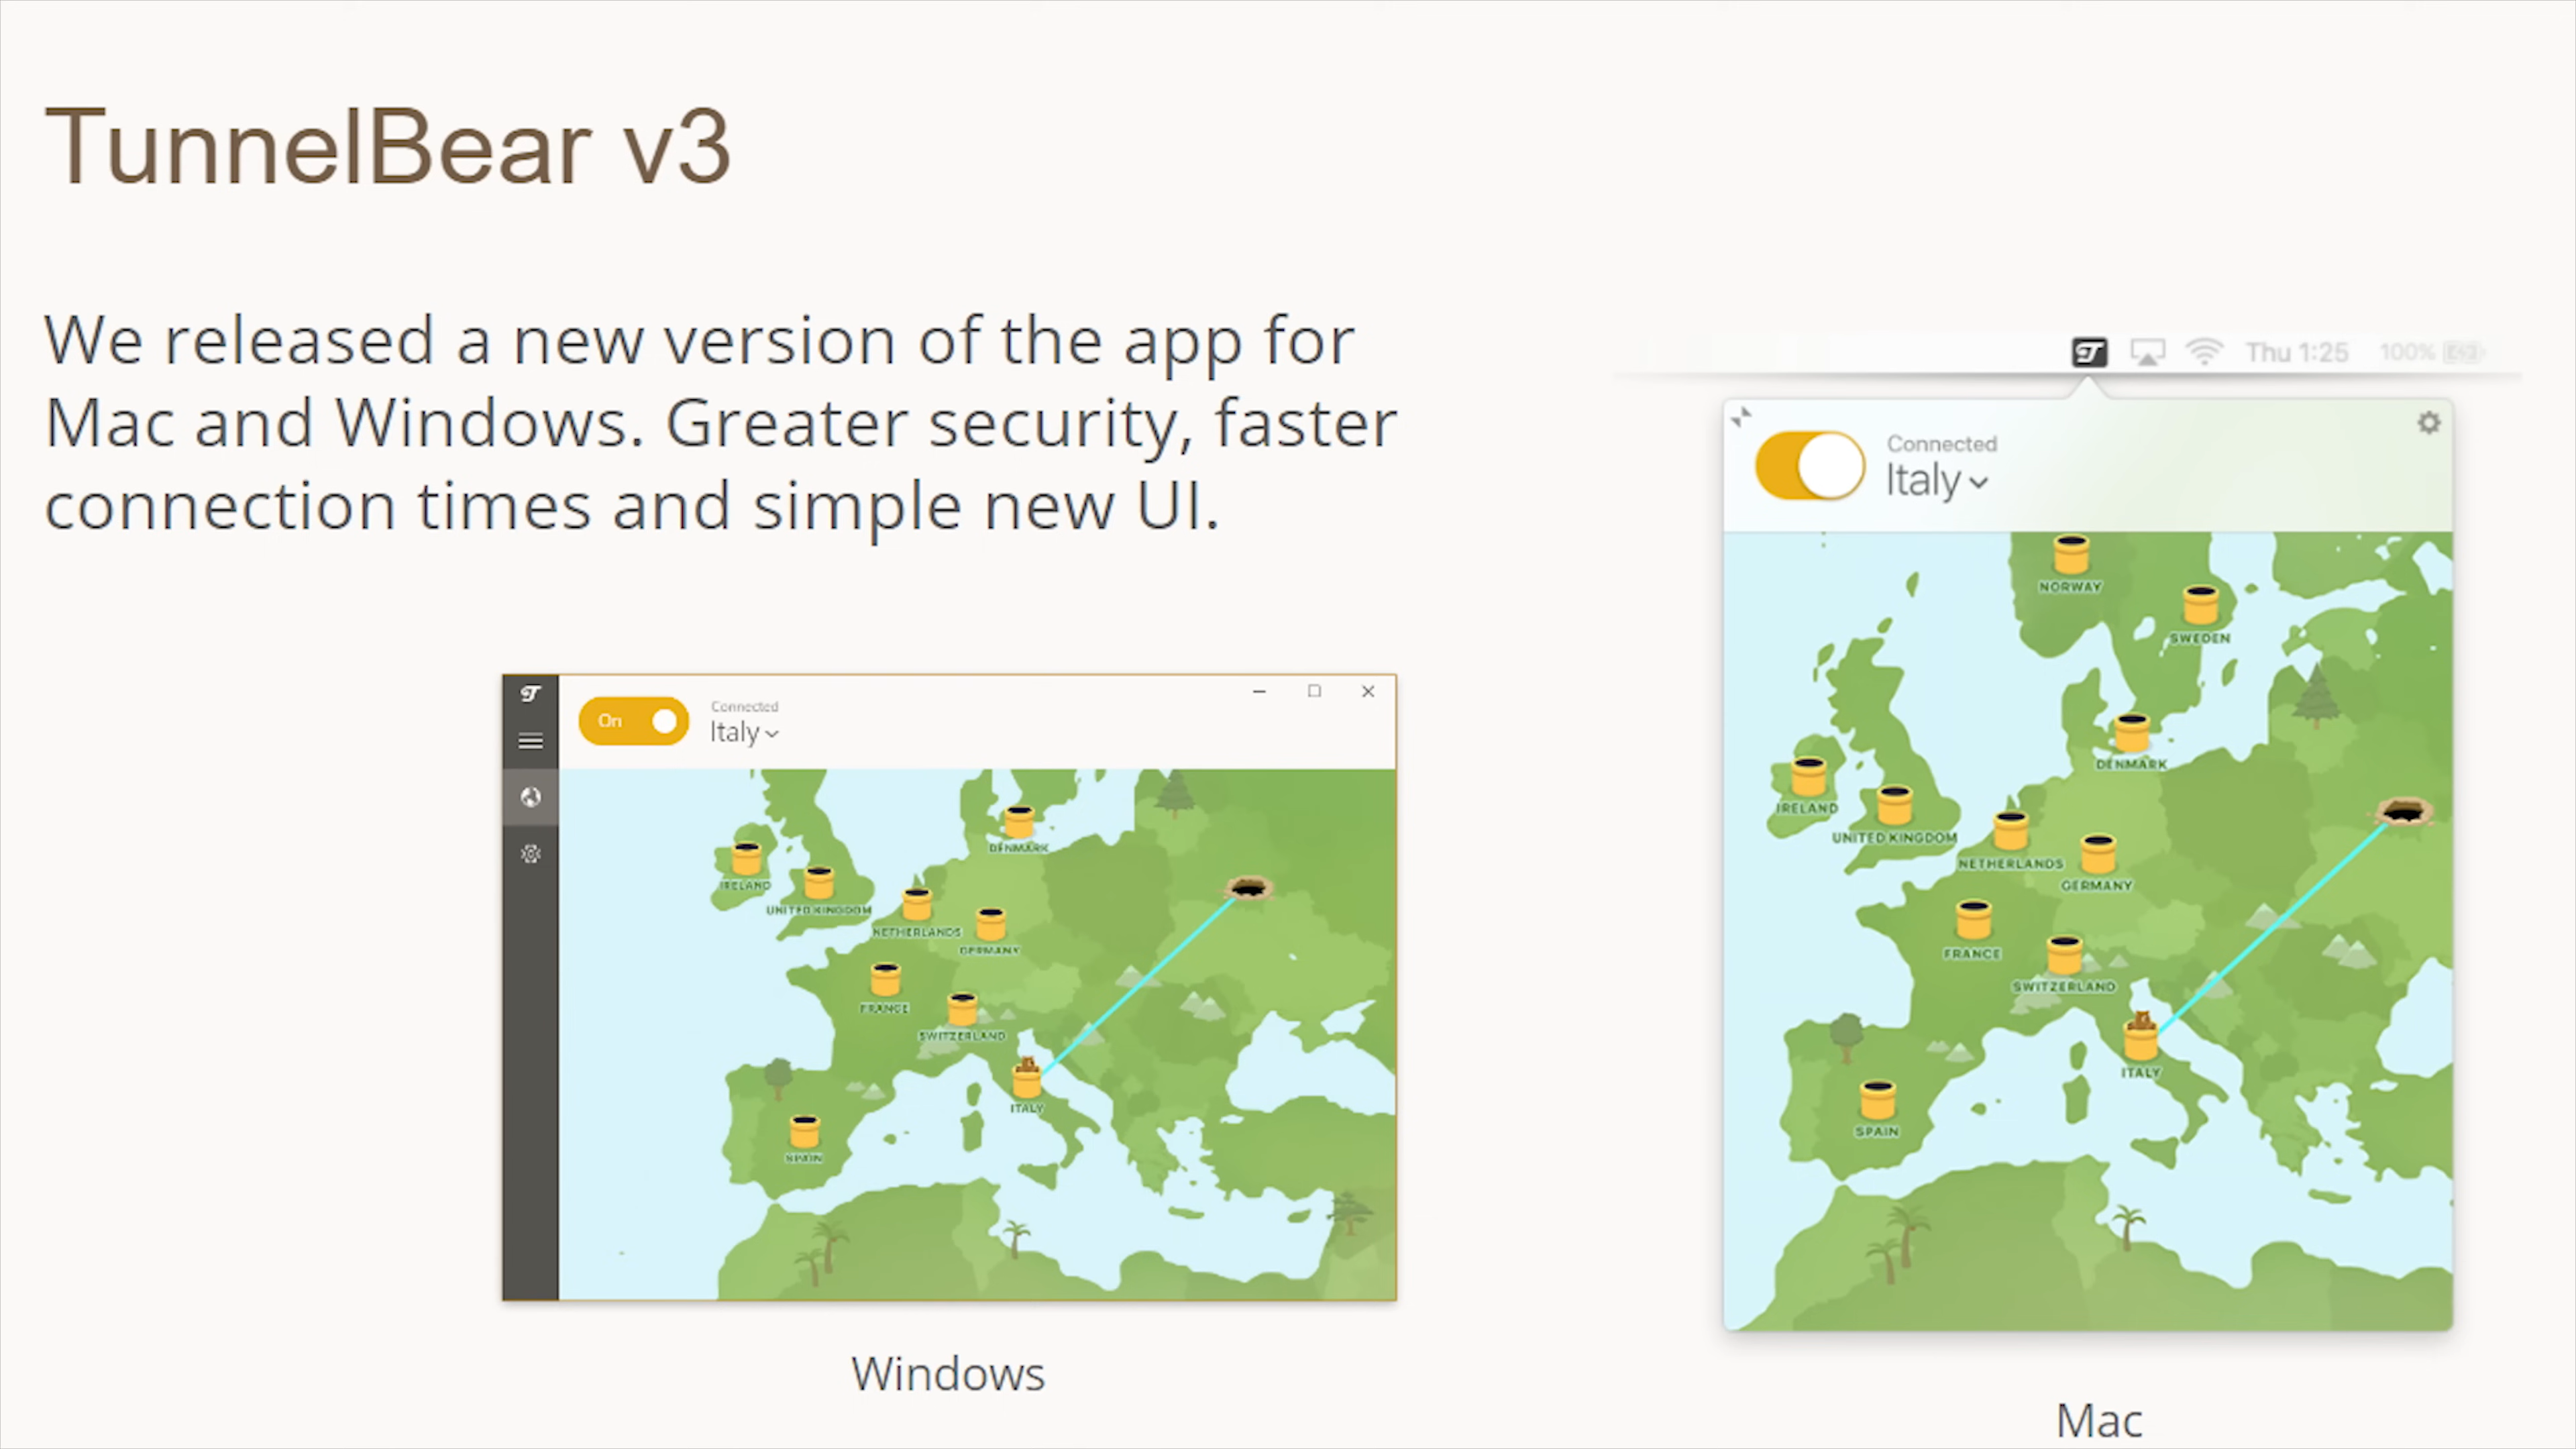 TunnelBear v3
We released a new version of the app for
Mac and Windows. Greater security, faster
connection times and simple new UI.
On
Connected
Italy
DENMARK
IRELAND
UNITED KINGDOM
NETHERLANDS
GERMANY
FRANCE
SWITZERLAND
ITALY
SPAIN
Windows
Thu 1:25 100%
Connected
Italy
NORWAY
SWEDEN
DENMARK
IRELAND
UNITED KINGDOM
NETHERLANDS
GERMANY
FRANCE
SWITZERLAND
ITALY
SPAIN
Mac